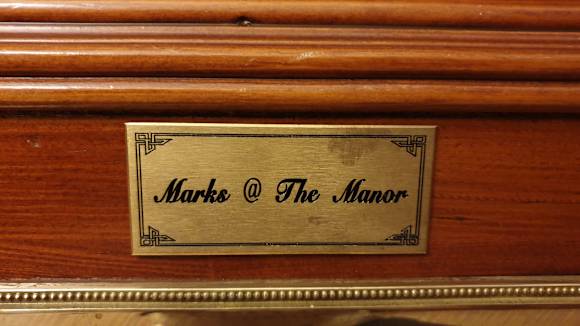 Marks @ The Manor